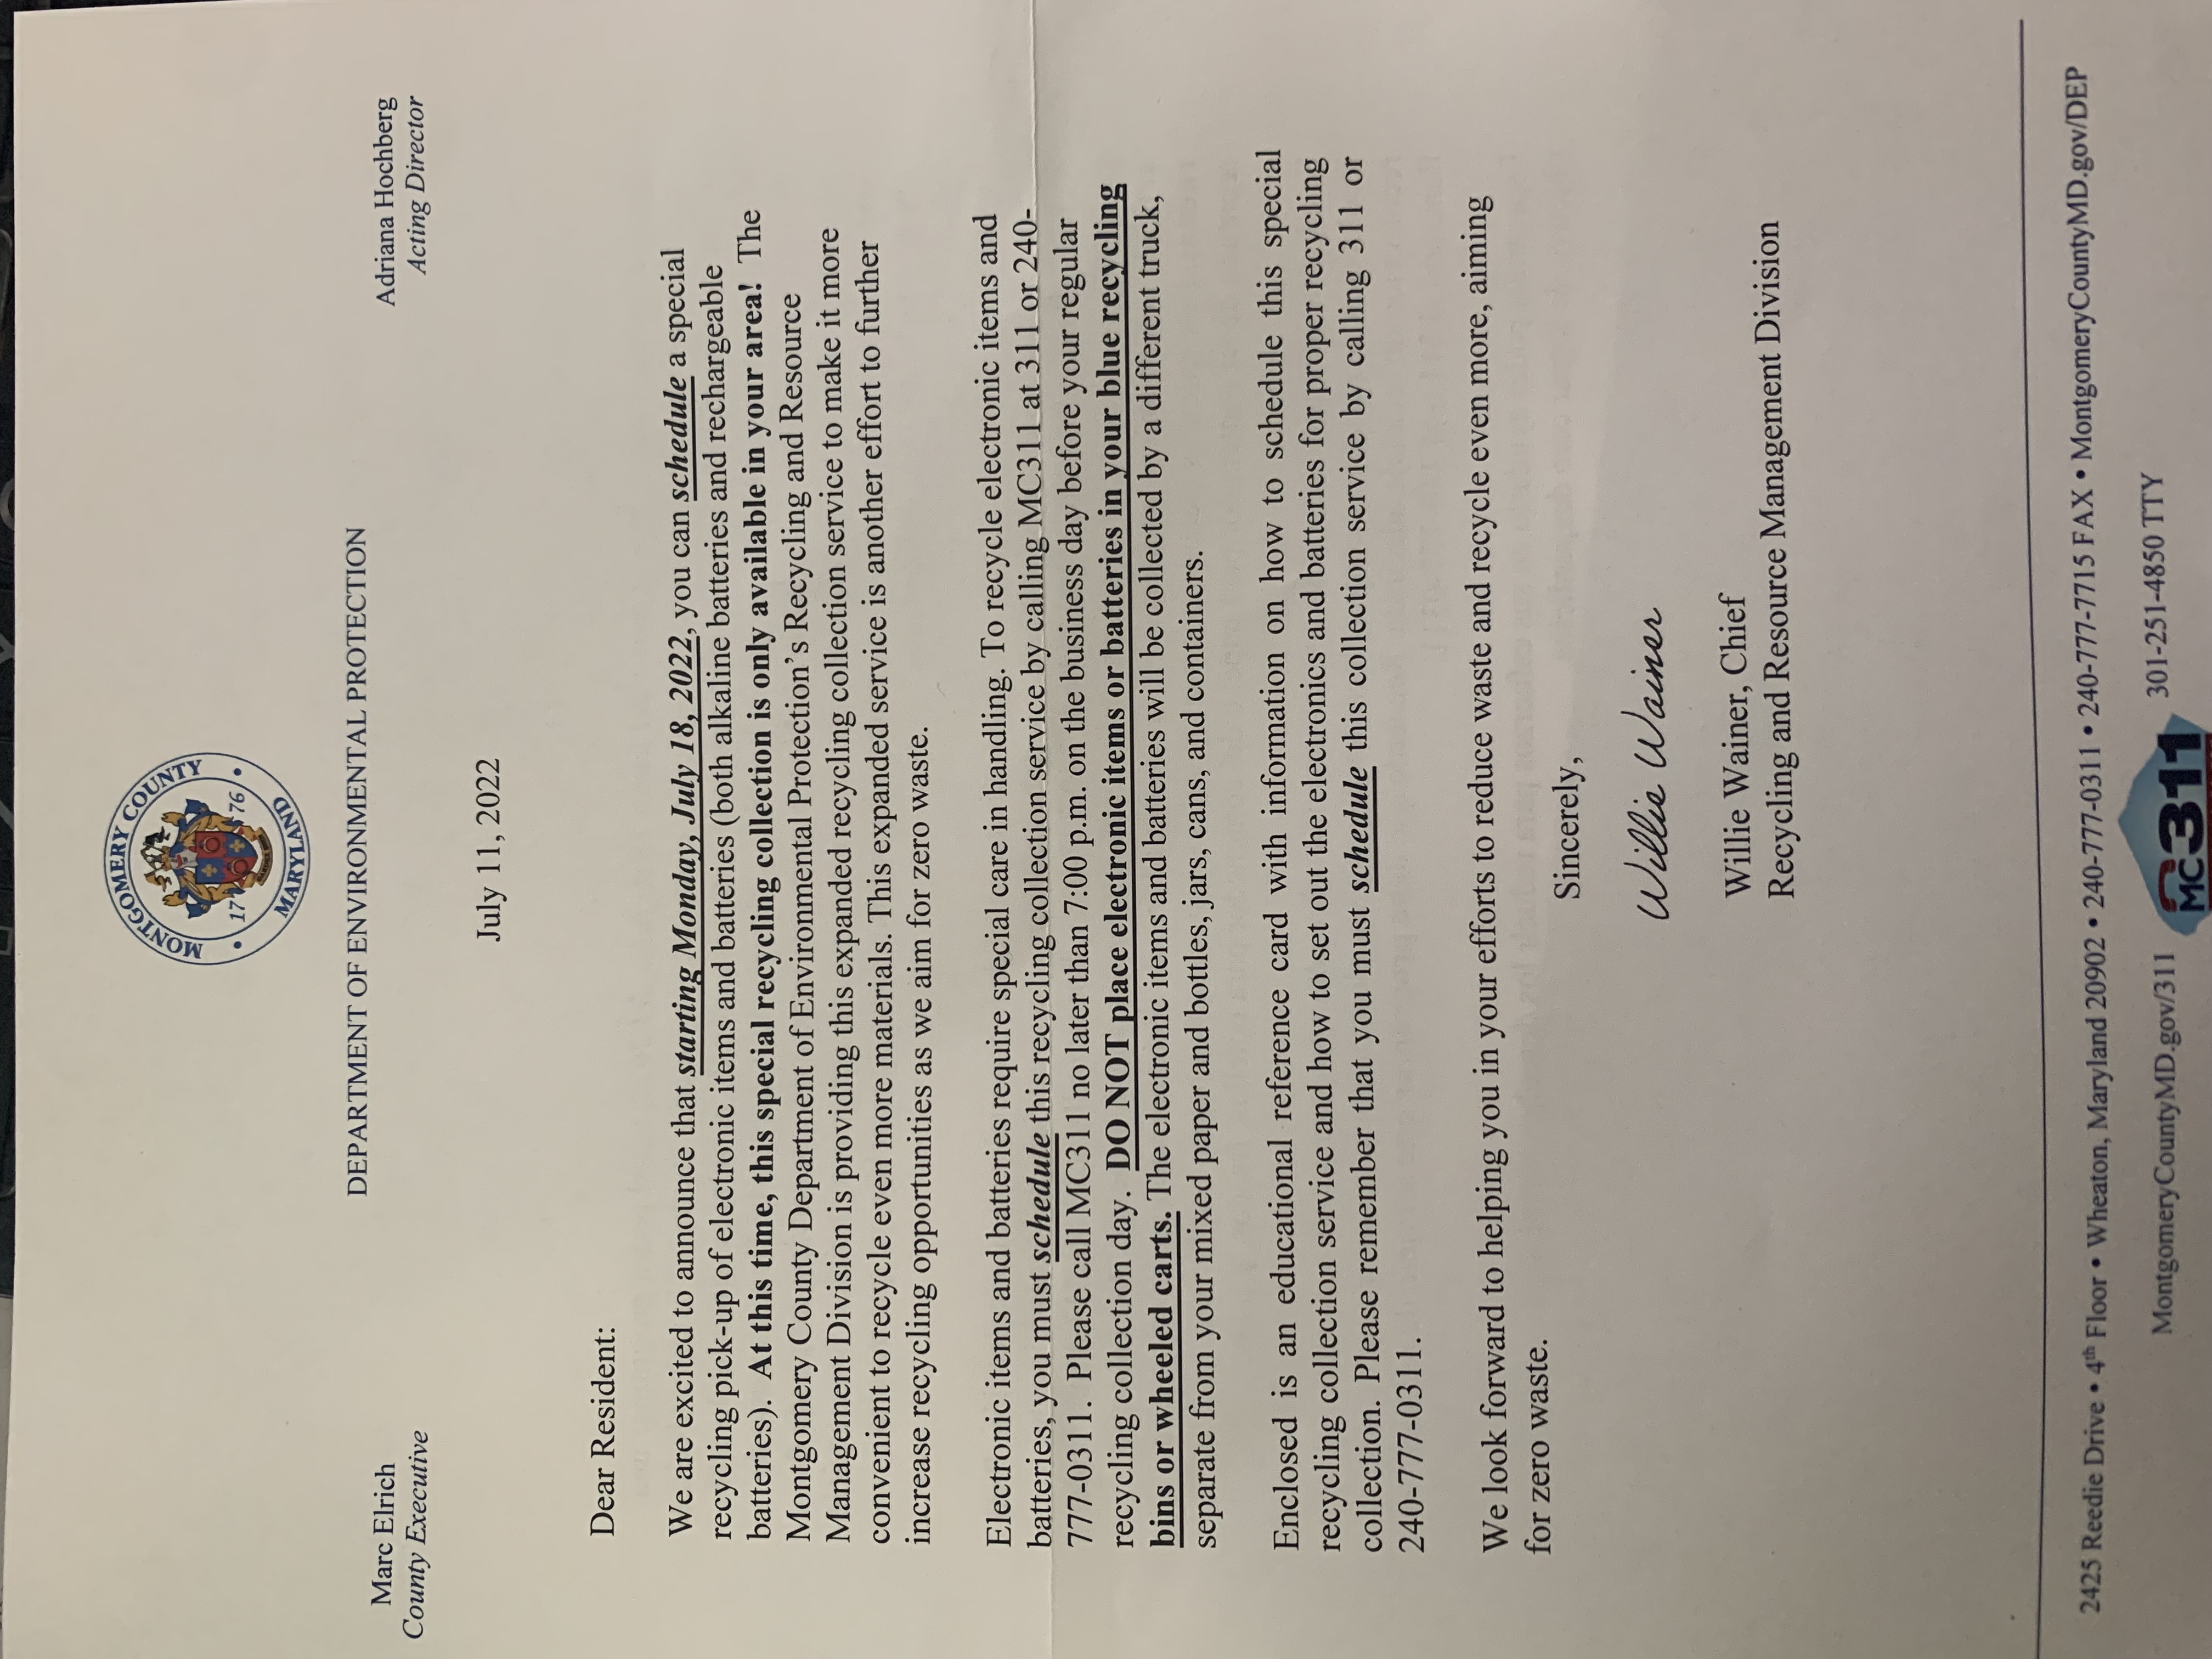 MONTGOMERY COUNTY
17 76
MARYLAND
DEPARTMENT OF ENVIRONMENTAL PROTECTION
Marc Elrich
County Executive
Adriana Hochberg
Acting Director
July 11, 2022
Dear Resident:
We are excited to announce that starting Monday, July 18, 2022, you can schedule a special
recycling pick-up of electronic items and batteries (both alkaline batteries and rechargeable
batteries). At this time, this special recycling collection is only available in your area! The
Montgomery County Department of Environmental Protection's Recycling and Resource
Management Division is providing this expanded recycling collection service to make it more
convenient to recycle even more materials. This expanded service is another effort to further
increase recycling opportunities as we aim for zero waste.
Electronic items and batteries require special care in handling. To recycle electronic items and
batteries, you must schedule this recycling collection service by calling MC311 at 311 or 240-
777-0311. Please call MC311 no later than 7:00 p.m. on the business day before your regular
recycling collection day. DO NOT place electronic items or batteries in your blue recycling
bins or wheeled carts. The electronic items and batteries will be collected by a different truck,
separate from your mixed paper and bottles, jars, cans, and containers.
Enclosed is an educational reference card with information on how to schedule this special
recycling collection service and how to set out the electronics and batteries for proper recycling
collection. Please remember that you must schedule this collection service by calling 311 or
240-777-0311.
We look forward to helping you in your efforts to reduce waste and recycle even more, aiming
for zero waste.
Sincerely,
Willie Wainer
Willie Wainer, Chief
Recycling and Resource Management Division
2425 Reedie Drive • 4th Floor • Wheaton, Maryland 20902 • 240-777-0311 • 240-777-7715 FAX • MontgomeryCountyMD.gov/DEP
MontgomeryCountyMD.gov/311
MC311
301-251-4850 TTY